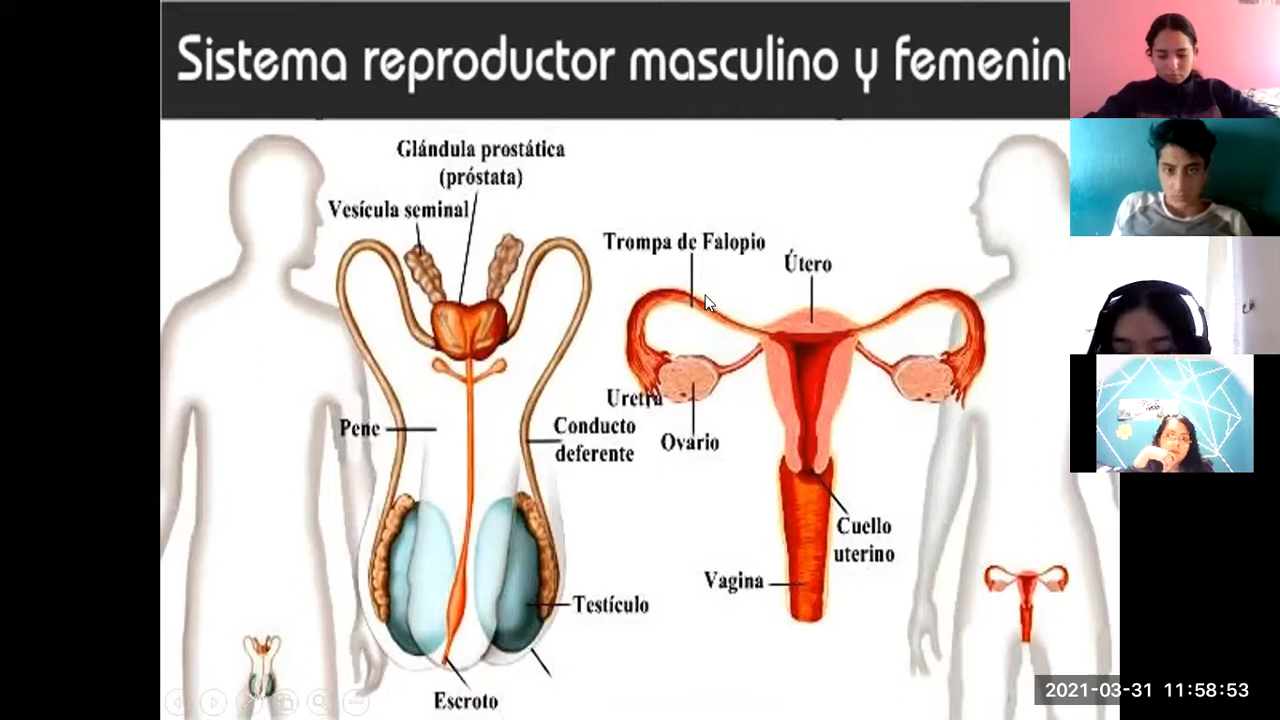 Sistema reproductor masculino y femenin
Glándula prostática
(próstata)
Vesícula seminal
Trompa de Falopio
Útero
Uretra
Pene
Conducto
deferente
Ovario
Cuello
uterino
Vagina
Testículo
Escroto
2021-03-31 11:58:53